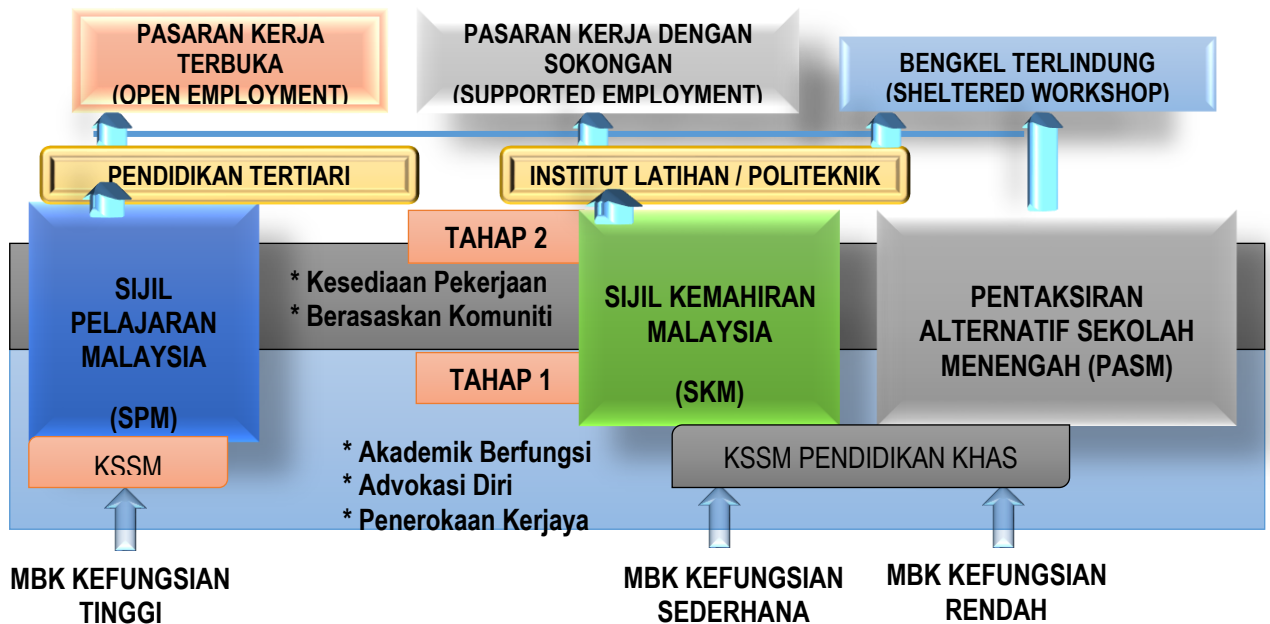 PASARAN KERJA
TERBUKA
(OPEN EMPLOYMENT)
PASARAN KERJA DENGAN
SOKONGAN
(SUPPORTED EMPLOYMENT)
BENGKEL TERLINDUNG
(SHELTERED WORKSHOP)
PENDIDIKAN TERTIARI
INSTITUT LATIHAN / POLITEKNIK
SIJIL
PELAJARAN
MALAYSIA
(SPM)
TAHAP 2
* Kesediaan Pekerjaan
* Berasaskan Komuniti
TAHAP 1
SIJIL KEMAHIRAN
MALAYSIA
(SKM)
PENTAKSIRAN
ALTERNATIF SEKOLAH
MENENGAH (PASM)
KSSM
* Akademik Berfungsi
* Advokasi Diri
* Penerokaan Kerjaya
KSSM PENDIDIKAN KHAS
MBK KEFUNGSIAN
TINGGI
MBK KEFUNGSIAN
SEDERHANA
MBK KEFUNGSIAN
RENDAH